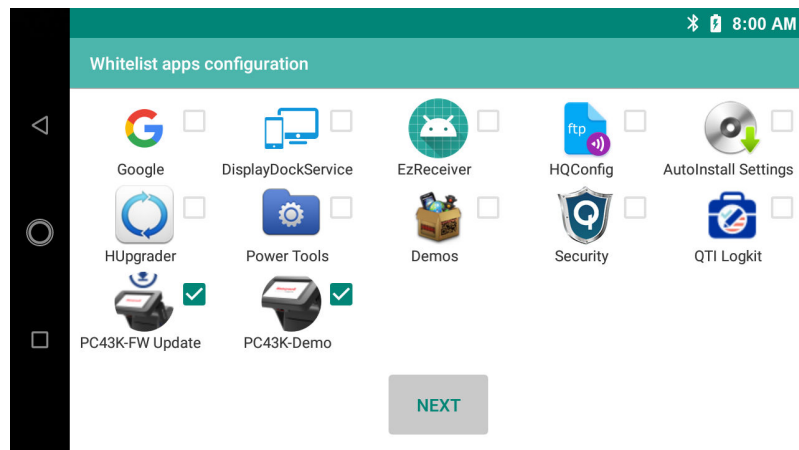 8:00 AM
Whitelist apps configuration
ftp
Google
DisplayDockService
EzReceiver
HQConfig
AutoInstall Settings
HUpgrader
Power Tools
Demos
Security
QTI Logkit
PC43K-FW Update
PC43K-Demo
NEXT